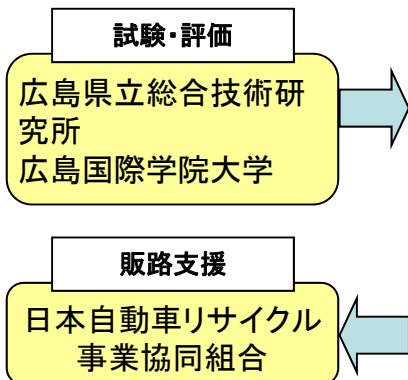 試験・評価
広島県立総合技術研
究所
広島国際学院大学
販路支援
日本自動車リサイクル
事業協同組合